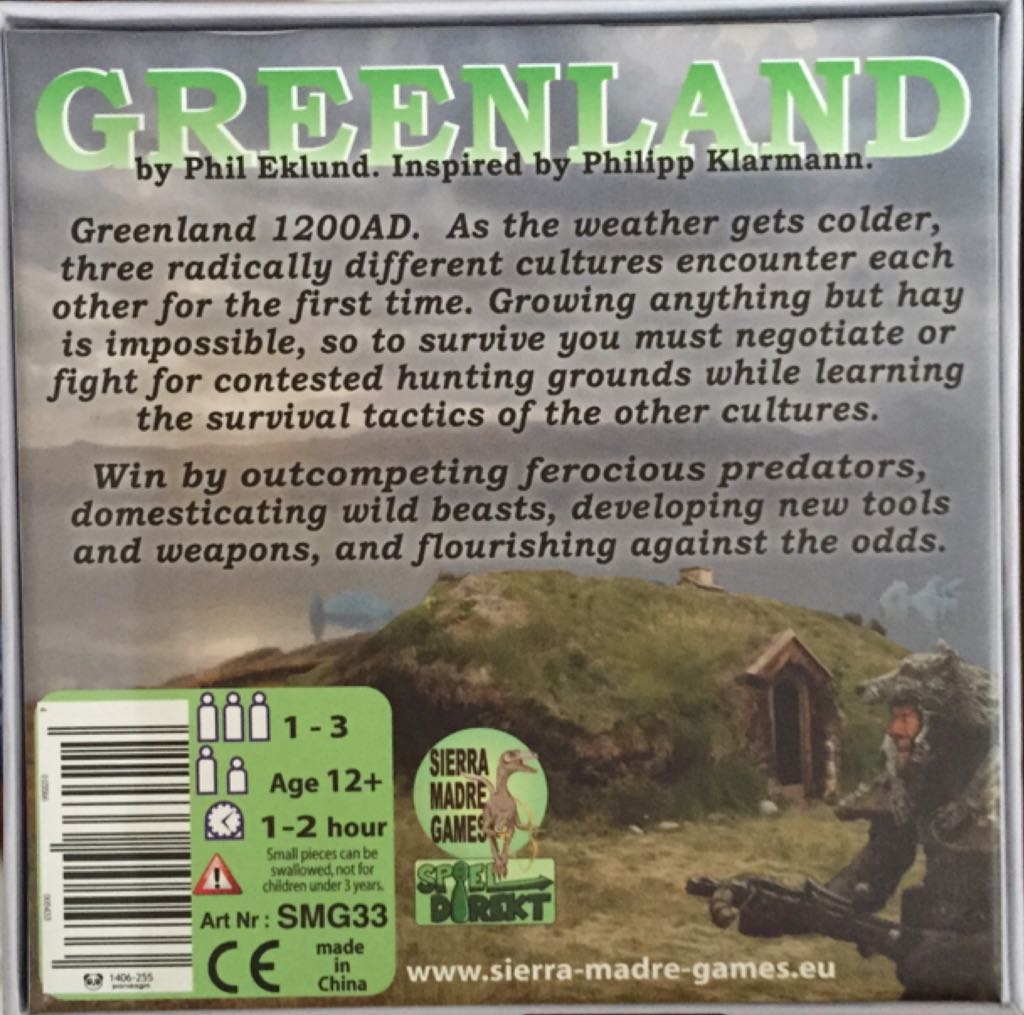 GREENLAND
by Phil Eklund. Inspired by Philipp Klarmann.
Greenland 1200AD. As the weather gets colder,
three radically different cultures encounter each
other for the first time. Growing anything but hay
is impossible, so to survive you must negotiate or
fight for contested hunting grounds while learning
the survival tactics of the other cultures.
Win by outcompeting ferocious predators,
domesticating wild beasts, developing new tools
and weapons, and flourishing against the odds.
1 - 3
Age 12+
1-2 hour
Small pieces can be
swallowed, not for
children under 3 years.
Art Nr : SMG33
CE
made
in
China
1406-255
SIERRA
MADRE
GAMES
SPIEL
DIREKT
www.sierra-madre-games.eu